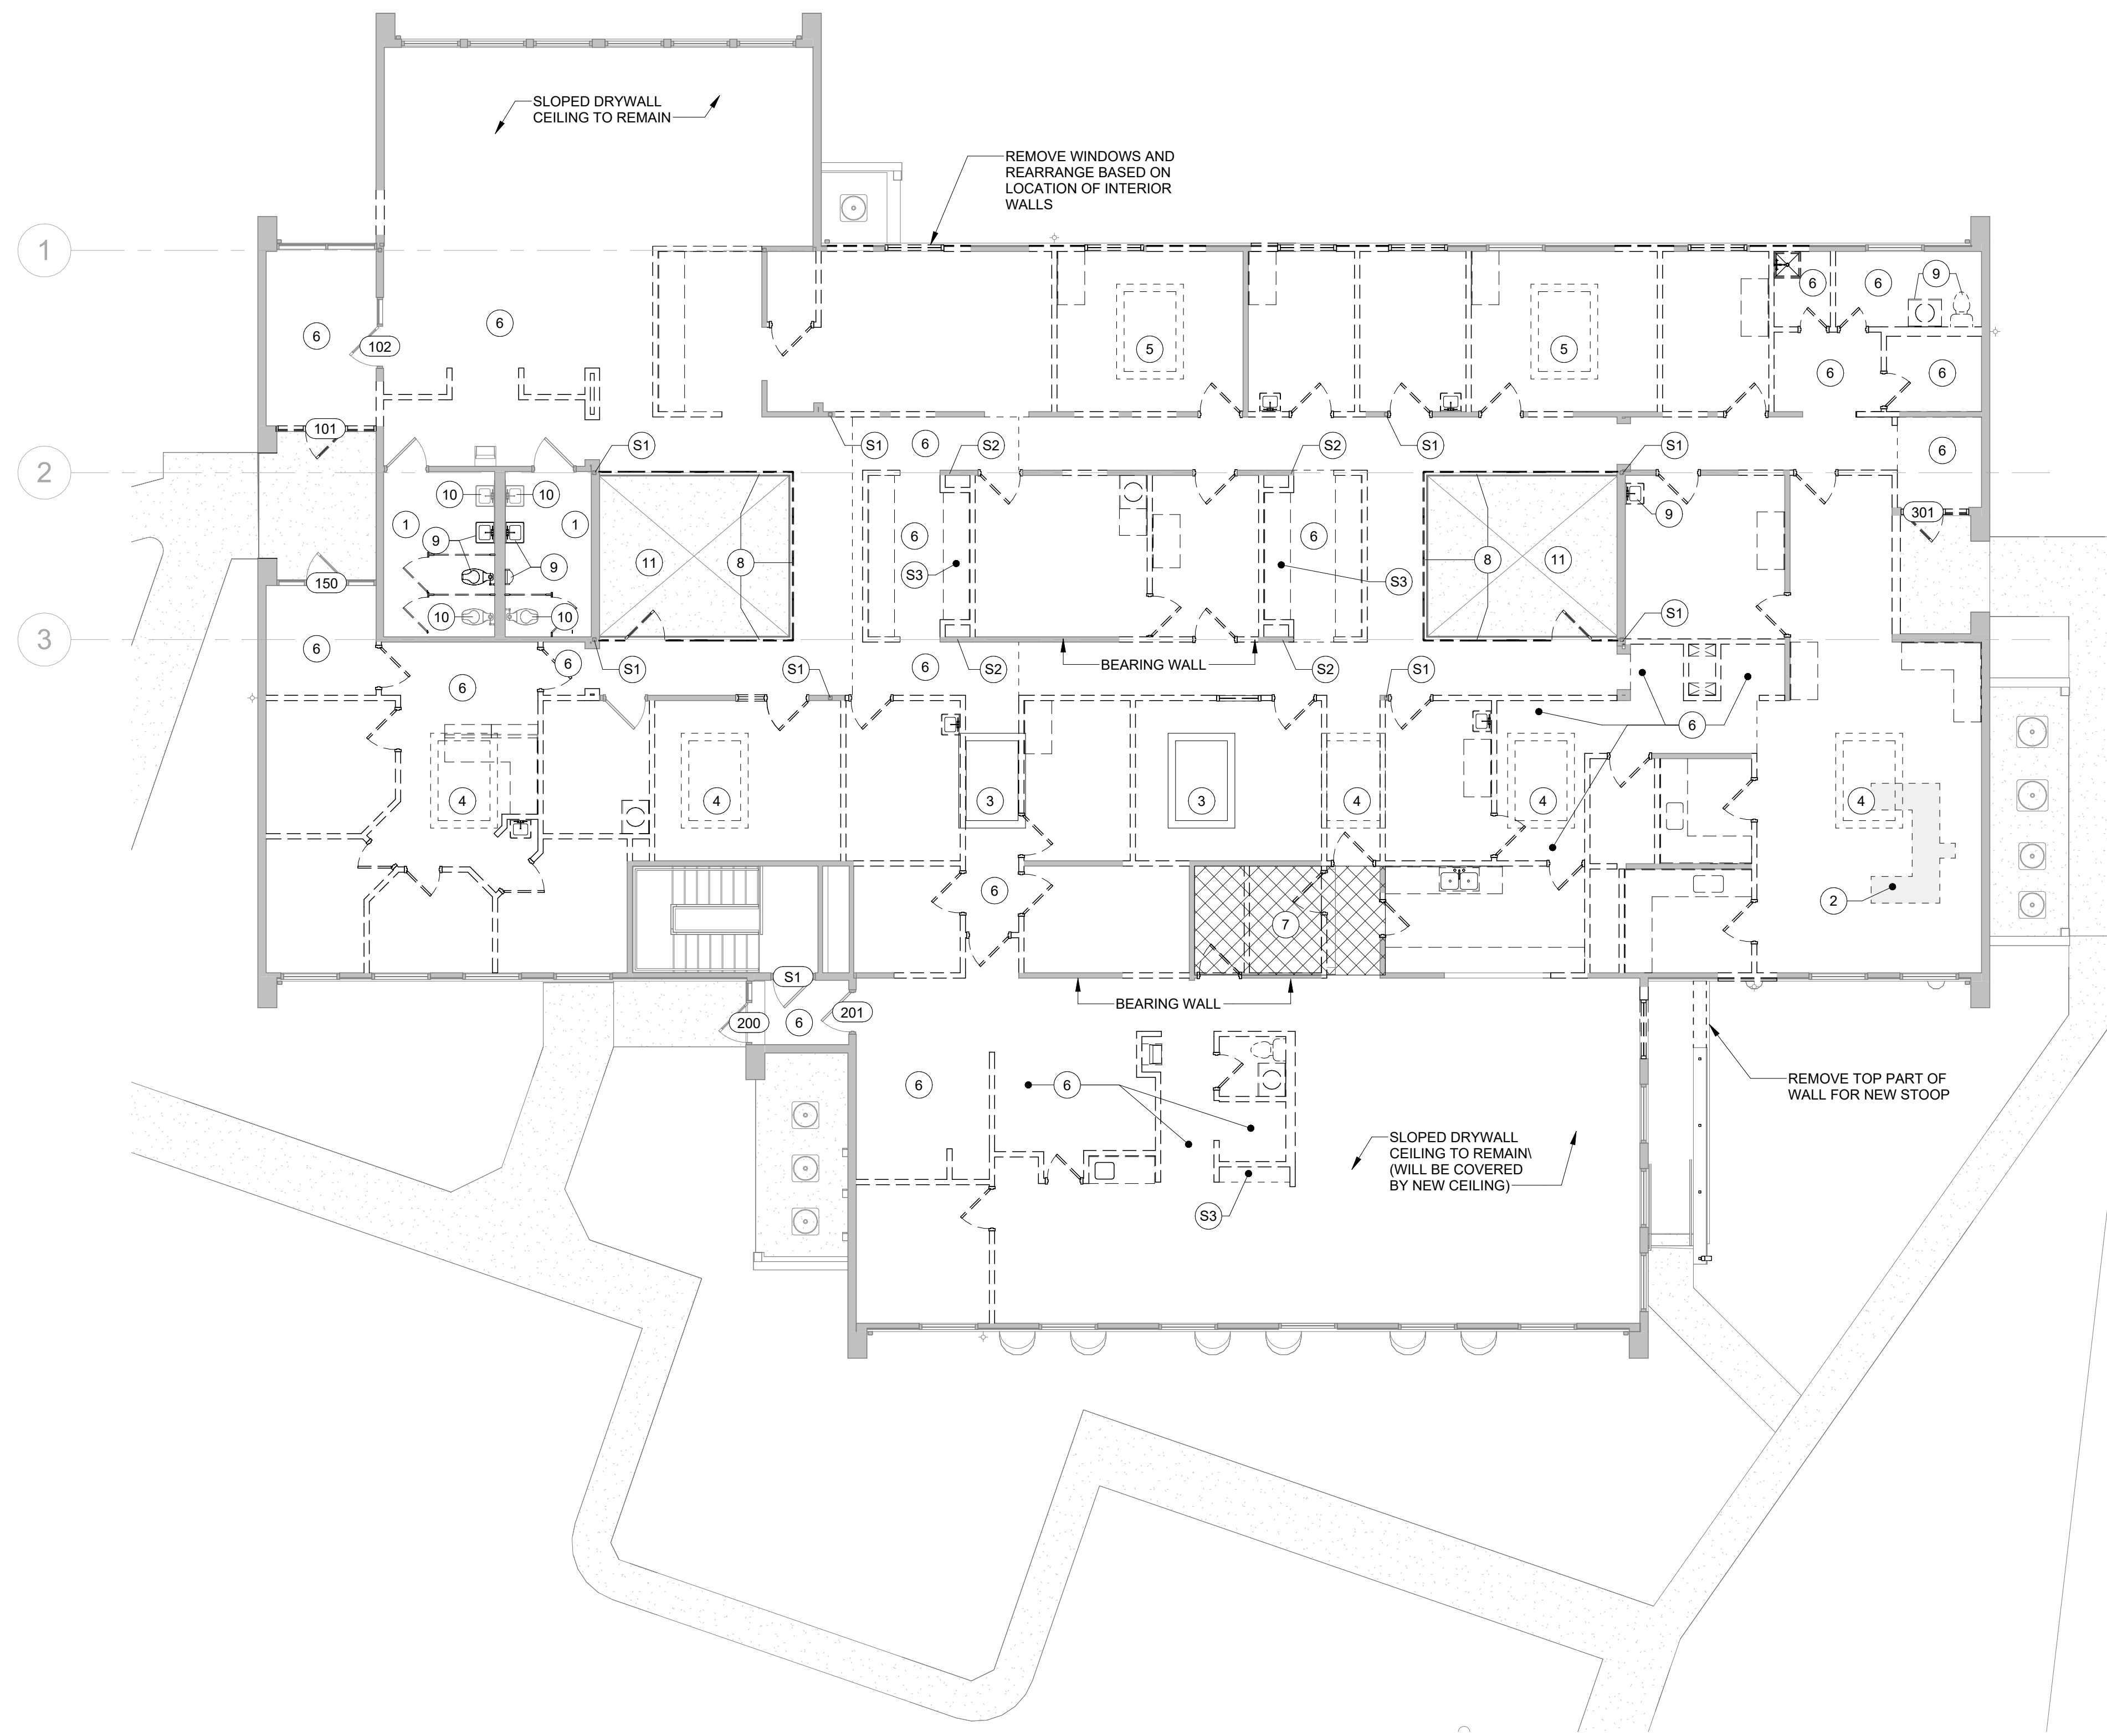 SLOPED DRYWALL
CEILING TO REMAIN
REMOVE WINDOWS AND
REARRANGE BASED ON
LOCATION OF INTERIOR
WALLS
1
6
6
9
6
6
102
6
5
5
6
6
101
S1
S1
6
S2
S2
S1
S1
6
2
10
10
9
301
1
1
9
9
11
8
6
6
8
11
S3
S3
150
10
10
S1
3
6
6
S1
S1
6
S2
BEARING WALL
S2
S1
6
6
4
4
3
3
4
4
4
6
2
7
S1
BEARING WALL
200
6
201
6
6
REMOVE TOP PART OF
WALL FOR NEW STOOP
SLOPED DRYWALL
CEILING TO REMAIN\
(WILL BE COVERED
BY NEW CEILING)
S3